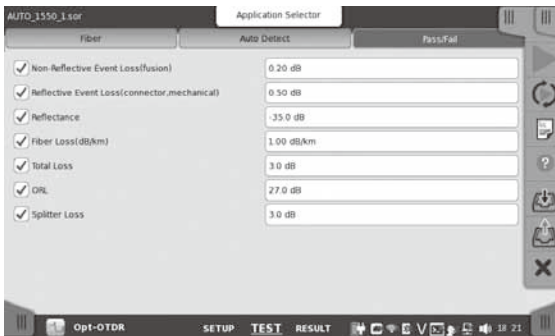 AUTO_1550_1.sor
Application Selector
Fiber
Auto Detect
Pass/Fail
Non-Reflective Event Loss(fusion)
0.20 dB
Reflective Event Loss(connector,mechanical)
0.50 dB
Reflectance
-35.0 dB
Fiber Loss(dB/km)
1.00 dB/km
Total Loss
3.0 dB
ORL
27.0 dB
Splitter Loss
3.0 dB
Opt-OTDR
SETUP TEST RESULT
18 21